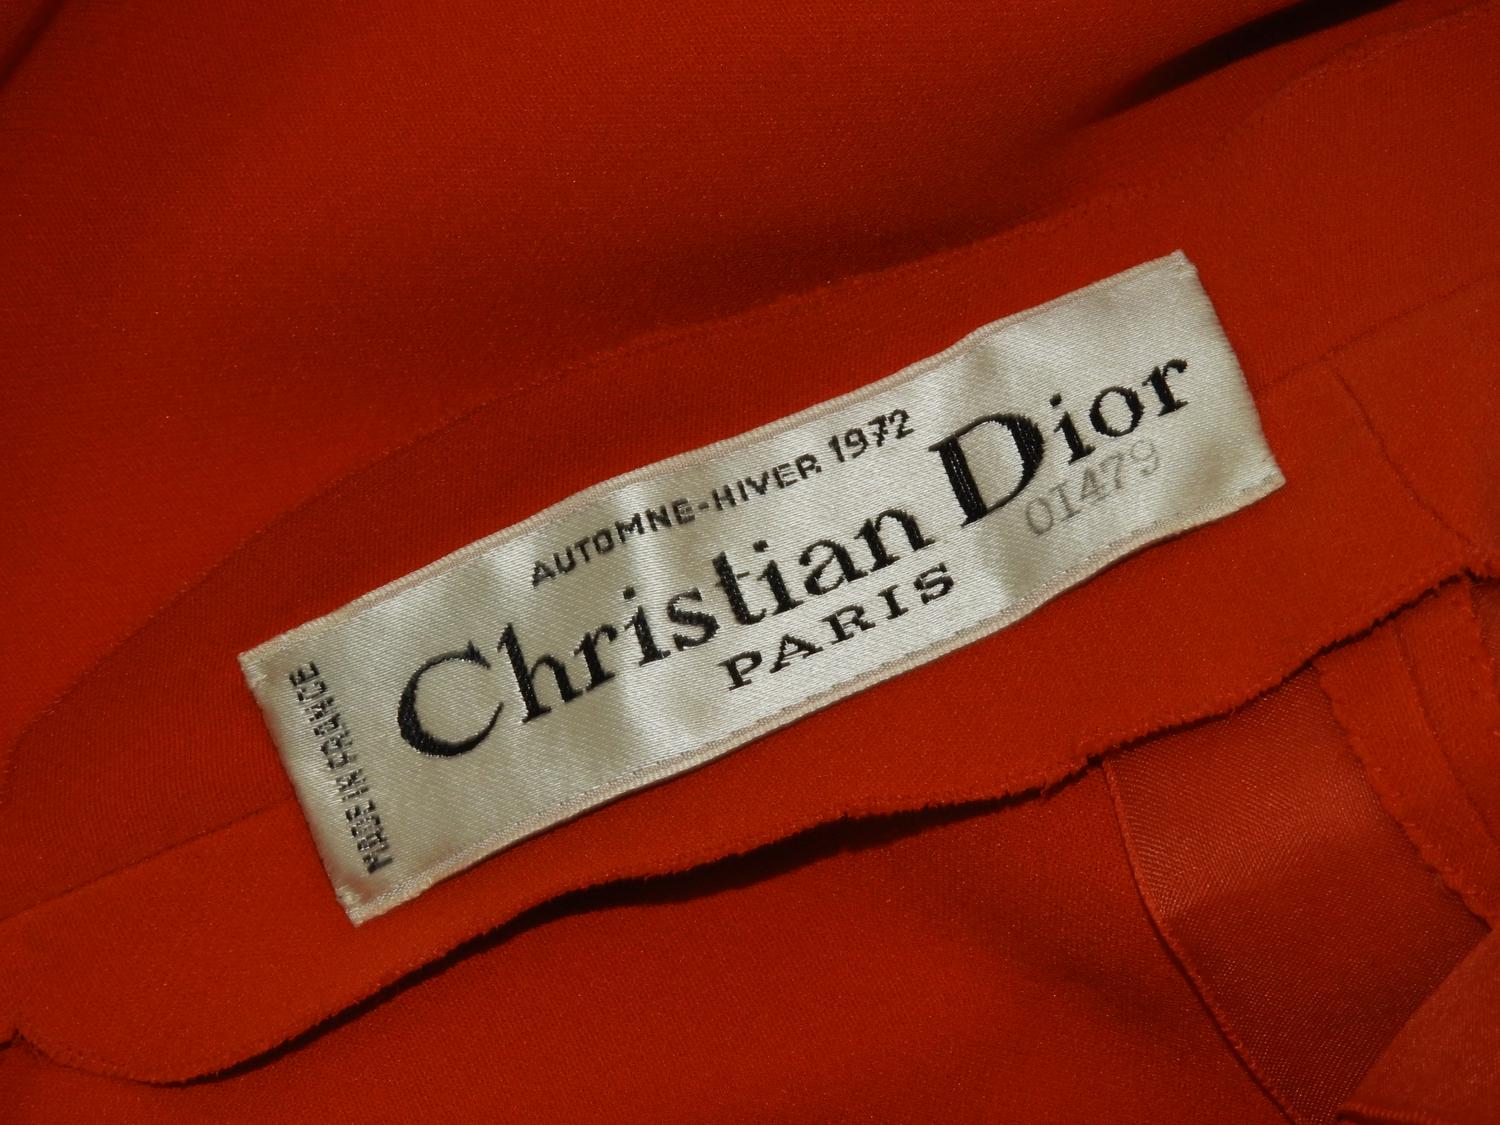 AUTOMNE-HIVER 1972
Christian Dior
01479
PARIS
MADE IN FRANCE